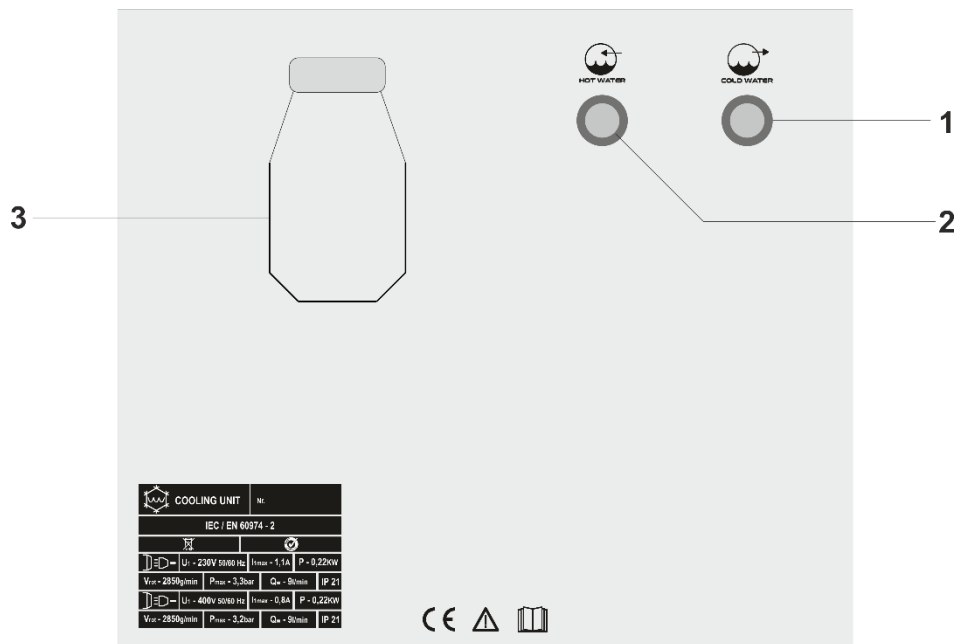 HOT WATER
COLD WATER
1
2
3
COOLING UNIT Nr.
IEC / EN 60974 - 2
U1 - 230V 50/60 Hz I1max - 1,1A P - 0,22KW
Vrot - 2850g/min Pmax - 3,3bar Qw - 9l/min IP 21
U1 - 400V 50/60 Hz I1max - 0,8A P - 0,22KW
Vrot - 2850g/min Pmax - 3,2bar Qw - 9l/min IP 21
CE